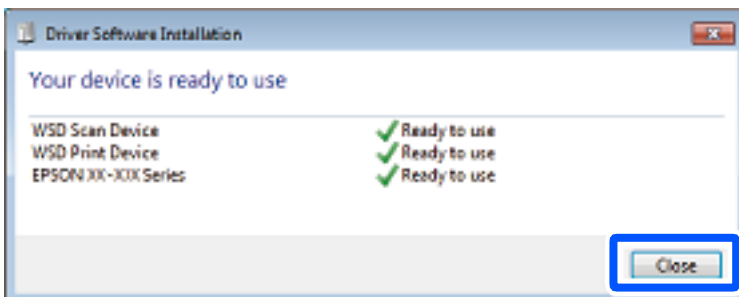 Driver Software Installation
Your device is ready to use
WSD Scan Device Ready to use
WSD Print Device Ready to use
EPSON XX-XXX Series Ready to use
Close